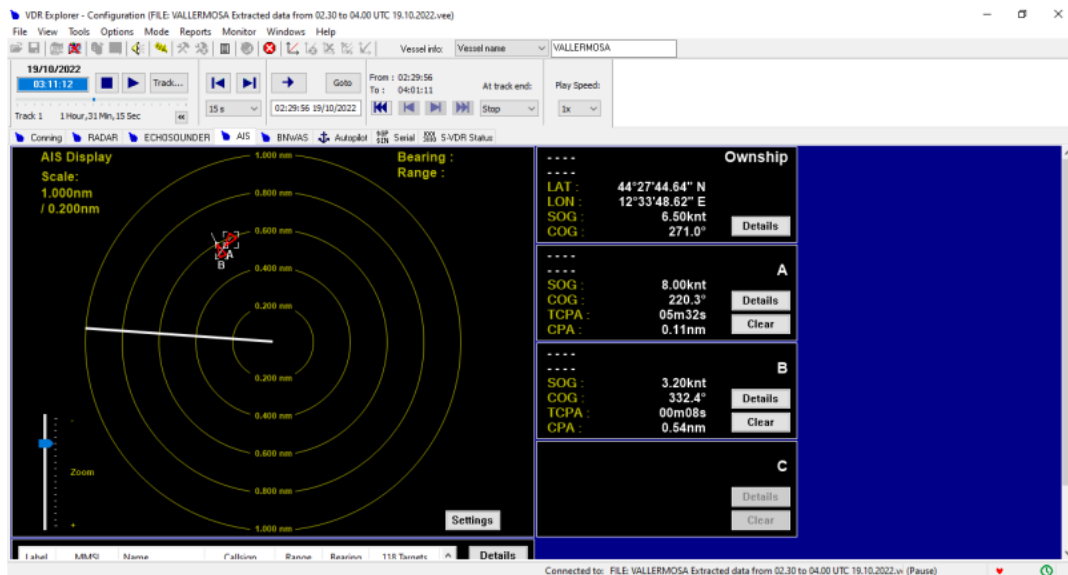 VDR Explorer - Configuration (FILE: VALLERMOSA Extracted data from 02.30 to 04.00 UTC 19.10.2022.vee)
File View Tools Options Mode Reports Monitor Windows Help
Vessel info: Vessel name VALLERMOSA
19/10/2022
03:11:12 Track...
Track 1 1 Hour,31 Min, 15 Sec <<
15 s
Goto
02:29:56 19/10/2022
From : 02:29:56
To : 04:01:11
At track end:
Stop
Play Speed:
1x
Conning RADAR ECHOSOUNDER AIS BNWAS Autopilot Serial S-VDR Status
AIS Display
Scale:
1.000nm
/ 0.200nm
Bearing :
Range :
1.000 nm
0.800 nm
0.600 nm
0.400 nm
0.200 nm
0.200 nm
0.400 nm
0.600 nm
0.800 nm
1.000 nm
A
B
Zoom
Settings
---- Ownship
----
LAT : 44°27'44.64" N
LON : 12°33'48.62" E
SOG : 6.50knt
COG : 271.0°
Details
----
---- A
SOG : 8.00knt
COG : 220.3°
TCPA : 05m32s
CPA : 0.11nm
Details
Clear
----
---- B
SOG : 3.20knt
COG : 332.4°
TCPA : 00m08s
CPA : 0.54nm
Details
Clear
C
Details
Clear
Label MMSI Name Callsign Range Bearing 118 Targets Details
Connected to: FILE: VALLERMOSA Extracted data from 02.30 to 04.00 UTC 19.10.2022.v (Pause)